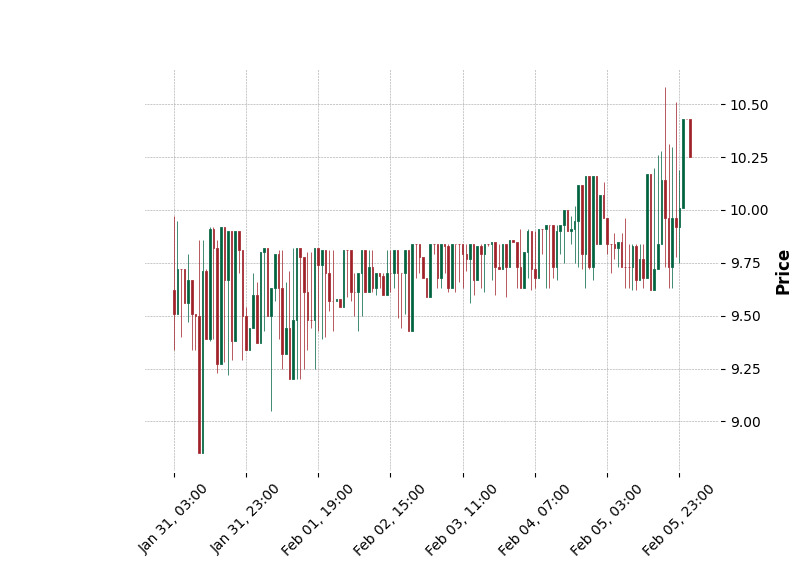 10.50
10.25
10.00
9.75
9.50
9.25
9.00
Price
Jan 31, 03:00
Jan 31, 23:00
Feb 01, 19:00
Feb 02, 15:00
Feb 03, 11:00
Feb 04, 07:00
Feb 05, 03:00
Feb 05, 23:00